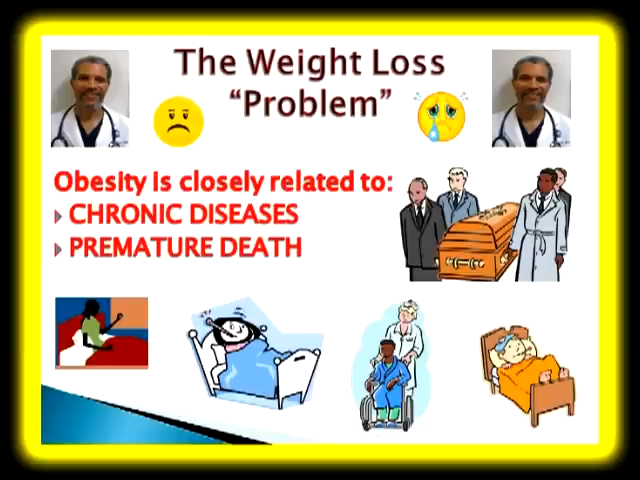 The Weight Loss
“Problem”
Obesity is closely related to:
CHRONIC DISEASES
PREMATURE DEATH